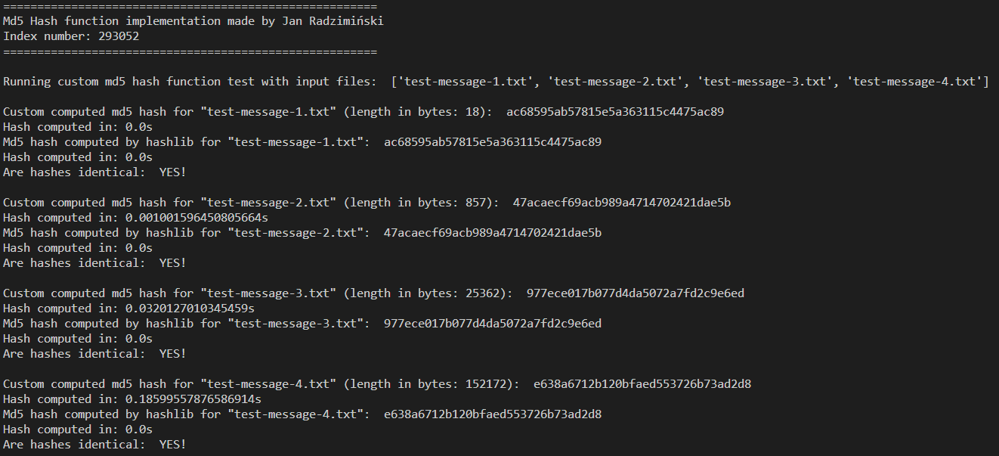 =======================================================
Md5 Hash function implementation made by Jan Radzimiński
Index number: 293052
=======================================================
Running custom md5 hash function test with input files:  ['test-message-1.txt', 'test-message-2.txt', 'test-message-3.txt', 'test-message-4.txt']
Custom computed md5 hash for "test-message-1.txt" (length in bytes: 18):  ac68595ab57815e5a363115c4475ac89
Hash computed in: 0.0s
Md5 hash computed by hashlib for "test-message-1.txt":  ac68595ab57815e5a363115c4475ac89
Hash computed in: 0.0s
Are hashes identical:  YES!
Custom computed md5 hash for "test-message-2.txt" (length in bytes: 857):  47acaecf69acb989a4714702421dae5b
Hash computed in: 0.001001596450805664s
Md5 hash computed by hashlib for "test-message-2.txt":  47acaecf69acb989a4714702421dae5b
Hash computed in: 0.0s
Are hashes identical:  YES!
Custom computed md5 hash for "test-message-3.txt" (length in bytes: 25362):  977ece017b077d4da5072a7fd2c9e6ed
Hash computed in: 0.0320127010345459s
Md5 hash computed by hashlib for "test-message-3.txt":  977ece017b077d4da5072a7fd2c9e6ed
Hash computed in: 0.0s
Are hashes identical:  YES!
Custom computed md5 hash for "test-message-4.txt" (length in bytes: 152172):  e638a6712b120bfaed553726b73ad2d8
Hash computed in: 0.18599557876586914s
Md5 hash computed by hashlib for "test-message-4.txt":  e638a6712b120bfaed553726b73ad2d8
Hash computed in: 0.0s
Are hashes identical:  YES!